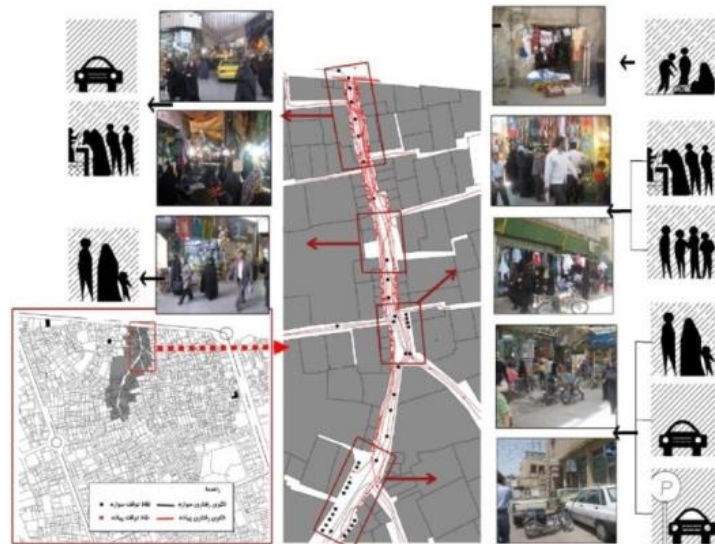 P
راهنما
الگوی رفتاری سواره نقاط توقف سواره
الگوی رفتاری پیاده نقاط توقف پیاده